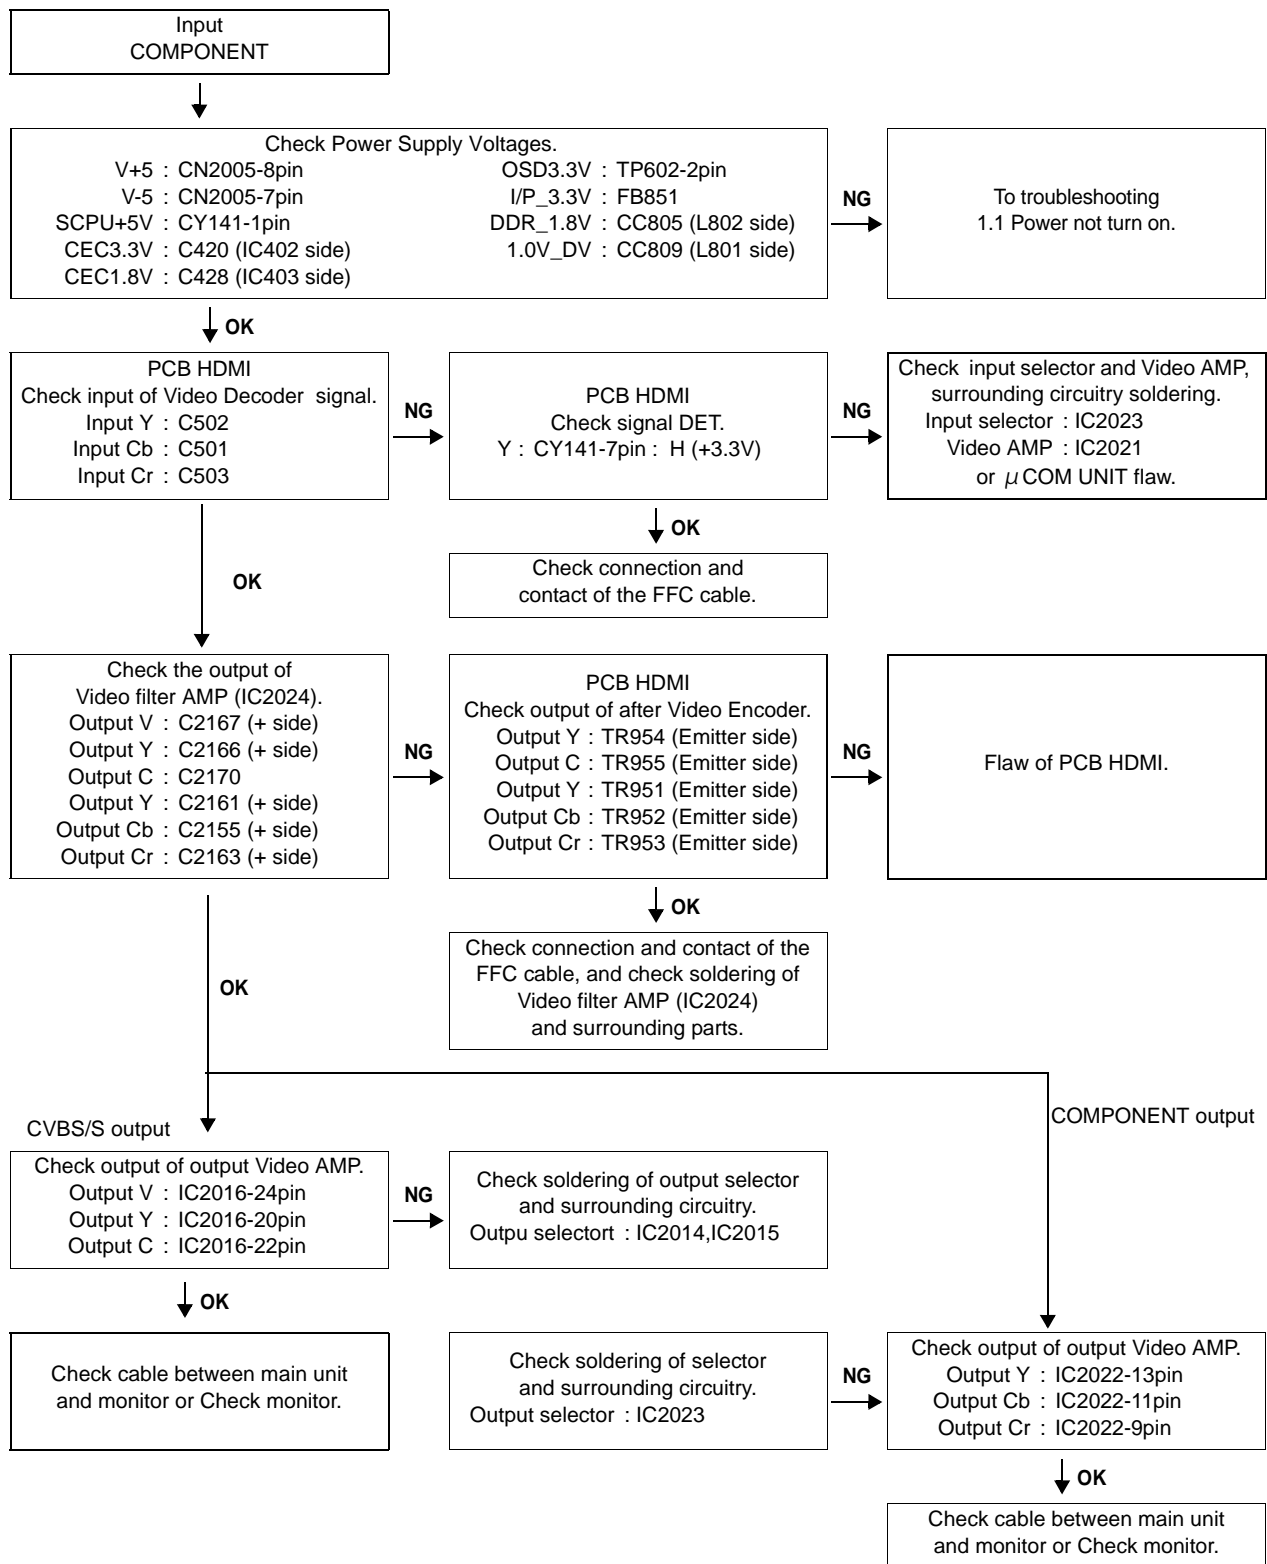 Input
COMPONENT
Check Power Supply Voltages.
V+5 : CN2005-8pin
V-5 : CN2005-7pin
SCPU+5V : CY141-1pin
CEC3.3V : C420 (IC402 side)
CEC1.8V : C428 (IC403 side)
OSD3.3V : TP602-2pin
I/P_3.3V : FB851
DDR_1.8V : CC805 (L802 side)
1.0V_DV : CC809 (L801 side)
NG
To troubleshooting
1.1 Power not turn on.
OK
PCB HDMI
Check input of Video Decoder signal.
Input Y : C502
Input Cb : C501
Input Cr : C503
NG
PCB HDMI
Check signal DET.
Y : CY141-7pin : H (+3.3V)
NG
Check input selector and Video AMP,
surrounding circuitry soldering.
Input selector : IC2023
Video AMP : IC2021
or μCOM UNIT flaw.
OK
Check connection and
contact of the FFC cable.
OK
Check the output of
Video filter AMP (IC2024).
Output V : C2167 (+ side)
Output Y : C2166 (+ side)
Output C : C2170
Output Y : C2161 (+ side)
Output Cb : C2155 (+ side)
Output Cr : C2163 (+ side)
NG
PCB HDMI
Check output of after Video Encoder.
Output Y : TR954 (Emitter side)
Output C : TR955 (Emitter side)
Output Y : TR951 (Emitter side)
Output Cb : TR952 (Emitter side)
Output Cr : TR953 (Emitter side)
NG
Flaw of PCB HDMI.
OK
Check connection and contact of the
FFC cable, and check soldering of
Video filter AMP (IC2024)
and surrounding parts.
OK
CVBS/S output
COMPONENT output
Check output of output Video AMP.
Output V : IC2016-24pin
Output Y : IC2016-20pin
Output C : IC2016-22pin
NG
Check soldering of output selector
and surrounding circuitry.
Outpu selectort : IC2014,IC2015
OK
Check cable between main unit
and monitor or Check monitor.
Check soldering of selector
and surrounding circuitry.
Output selector : IC2023
NG
Check output of output Video AMP.
Output Y : IC2022-13pin
Output Cb : IC2022-11pin
Output Cr : IC2022-9pin
OK
Check cable between main unit
and monitor or Check monitor.